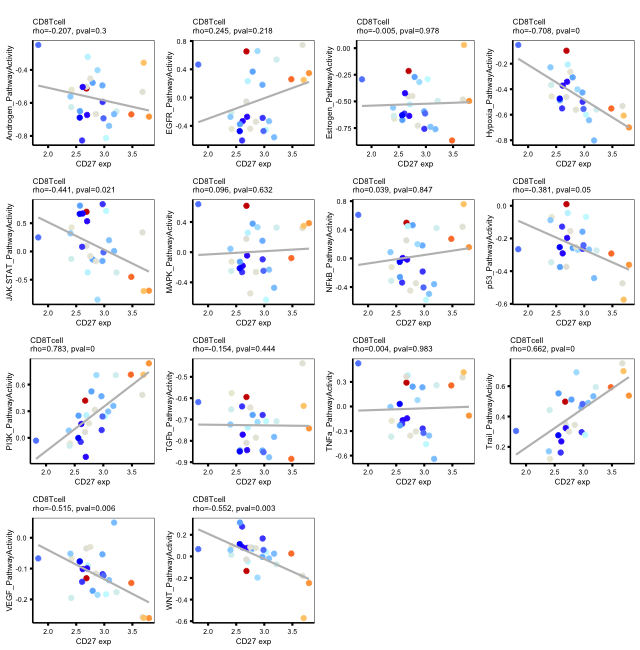 CD8Tcell
rho=-0.207, pval=0.3
Androgen_PathwayActivity
-0.4
-0.6
-0.8
2.0 2.5 3.0 3.5
CD27 exp
CD8Tcell
rho=0.245, pval=0.218
EGFR_PathwayActivity
0.8
0.4
0.0
-0.4
2.0 2.5 3.0 3.5
CD27 exp
CD8Tcell
rho=-0.005, pval=0.978
Estrogen_PathwayActivity
0.00
-0.25
-0.50
-0.75
2.0 2.5 3.0 3.5
CD27 exp
CD8Tcell
rho=-0.708, pval=0
Hypoxia_PathwayActivity
-0.2
-0.4
-0.6
-0.8
2.0 2.5 3.0 3.5
CD27 exp
CD8Tcell
rho=-0.441, pval=0.021
JAK.STAT_PathwayActivity
0.5
0.0
-0.5
2.0 2.5 3.0 3.5
CD27 exp
CD8Tcell
rho=0.096, pval=0.632
MAPK_PathwayActivity
0.6
0.3
0.0
-0.3
-0.6
2.0 2.5 3.0 3.5
CD27 exp
CD8Tcell
rho=0.039, pval=0.847
NFkB_PathwayActivity
0.8
0.4
0.0
-0.4
2.0 2.5 3.0 3.5
CD27 exp
CD8Tcell
rho=-0.381, pval=0.05
p53_PathwayActivity
0.0
-0.2
-0.4
-0.6
2.0 2.5 3.0 3.5
CD27 exp
CD8Tcell
rho=0.783, pval=0
PI3K_PathwayActivity
0.6
0.3
0.0
2.0 2.5 3.0 3.5
CD27 exp
CD8Tcell
rho=-0.154, pval=0.444
TGFb_PathwayActivity
-0.5
-0.6
-0.7
-0.8
-0.9
2.0 2.5 3.0 3.5
CD27 exp
CD8Tcell
rho=0.004, pval=0.983
TNFa_PathwayActivity
0.3
0.0
-0.3
-0.6
2.0 2.5 3.0 3.5
CD27 exp
CD8Tcell
rho=0.662, pval=0
Trail_PathwayActivity
0.6
0.4
0.2
2.0 2.5 3.0 3.5
CD27 exp
CD8Tcell
rho=-0.515, pval=0.006
VEGF_PathwayActivity
0.0
-0.1
-0.2
2.0 2.5 3.0 3.5
CD27 exp
CD8Tcell
rho=-0.552, pval=0.003
WNT_PathwayActivity
0.2
0.0
-0.2
-0.4
-0.6
2.0 2.5 3.0 3.5
CD27 exp